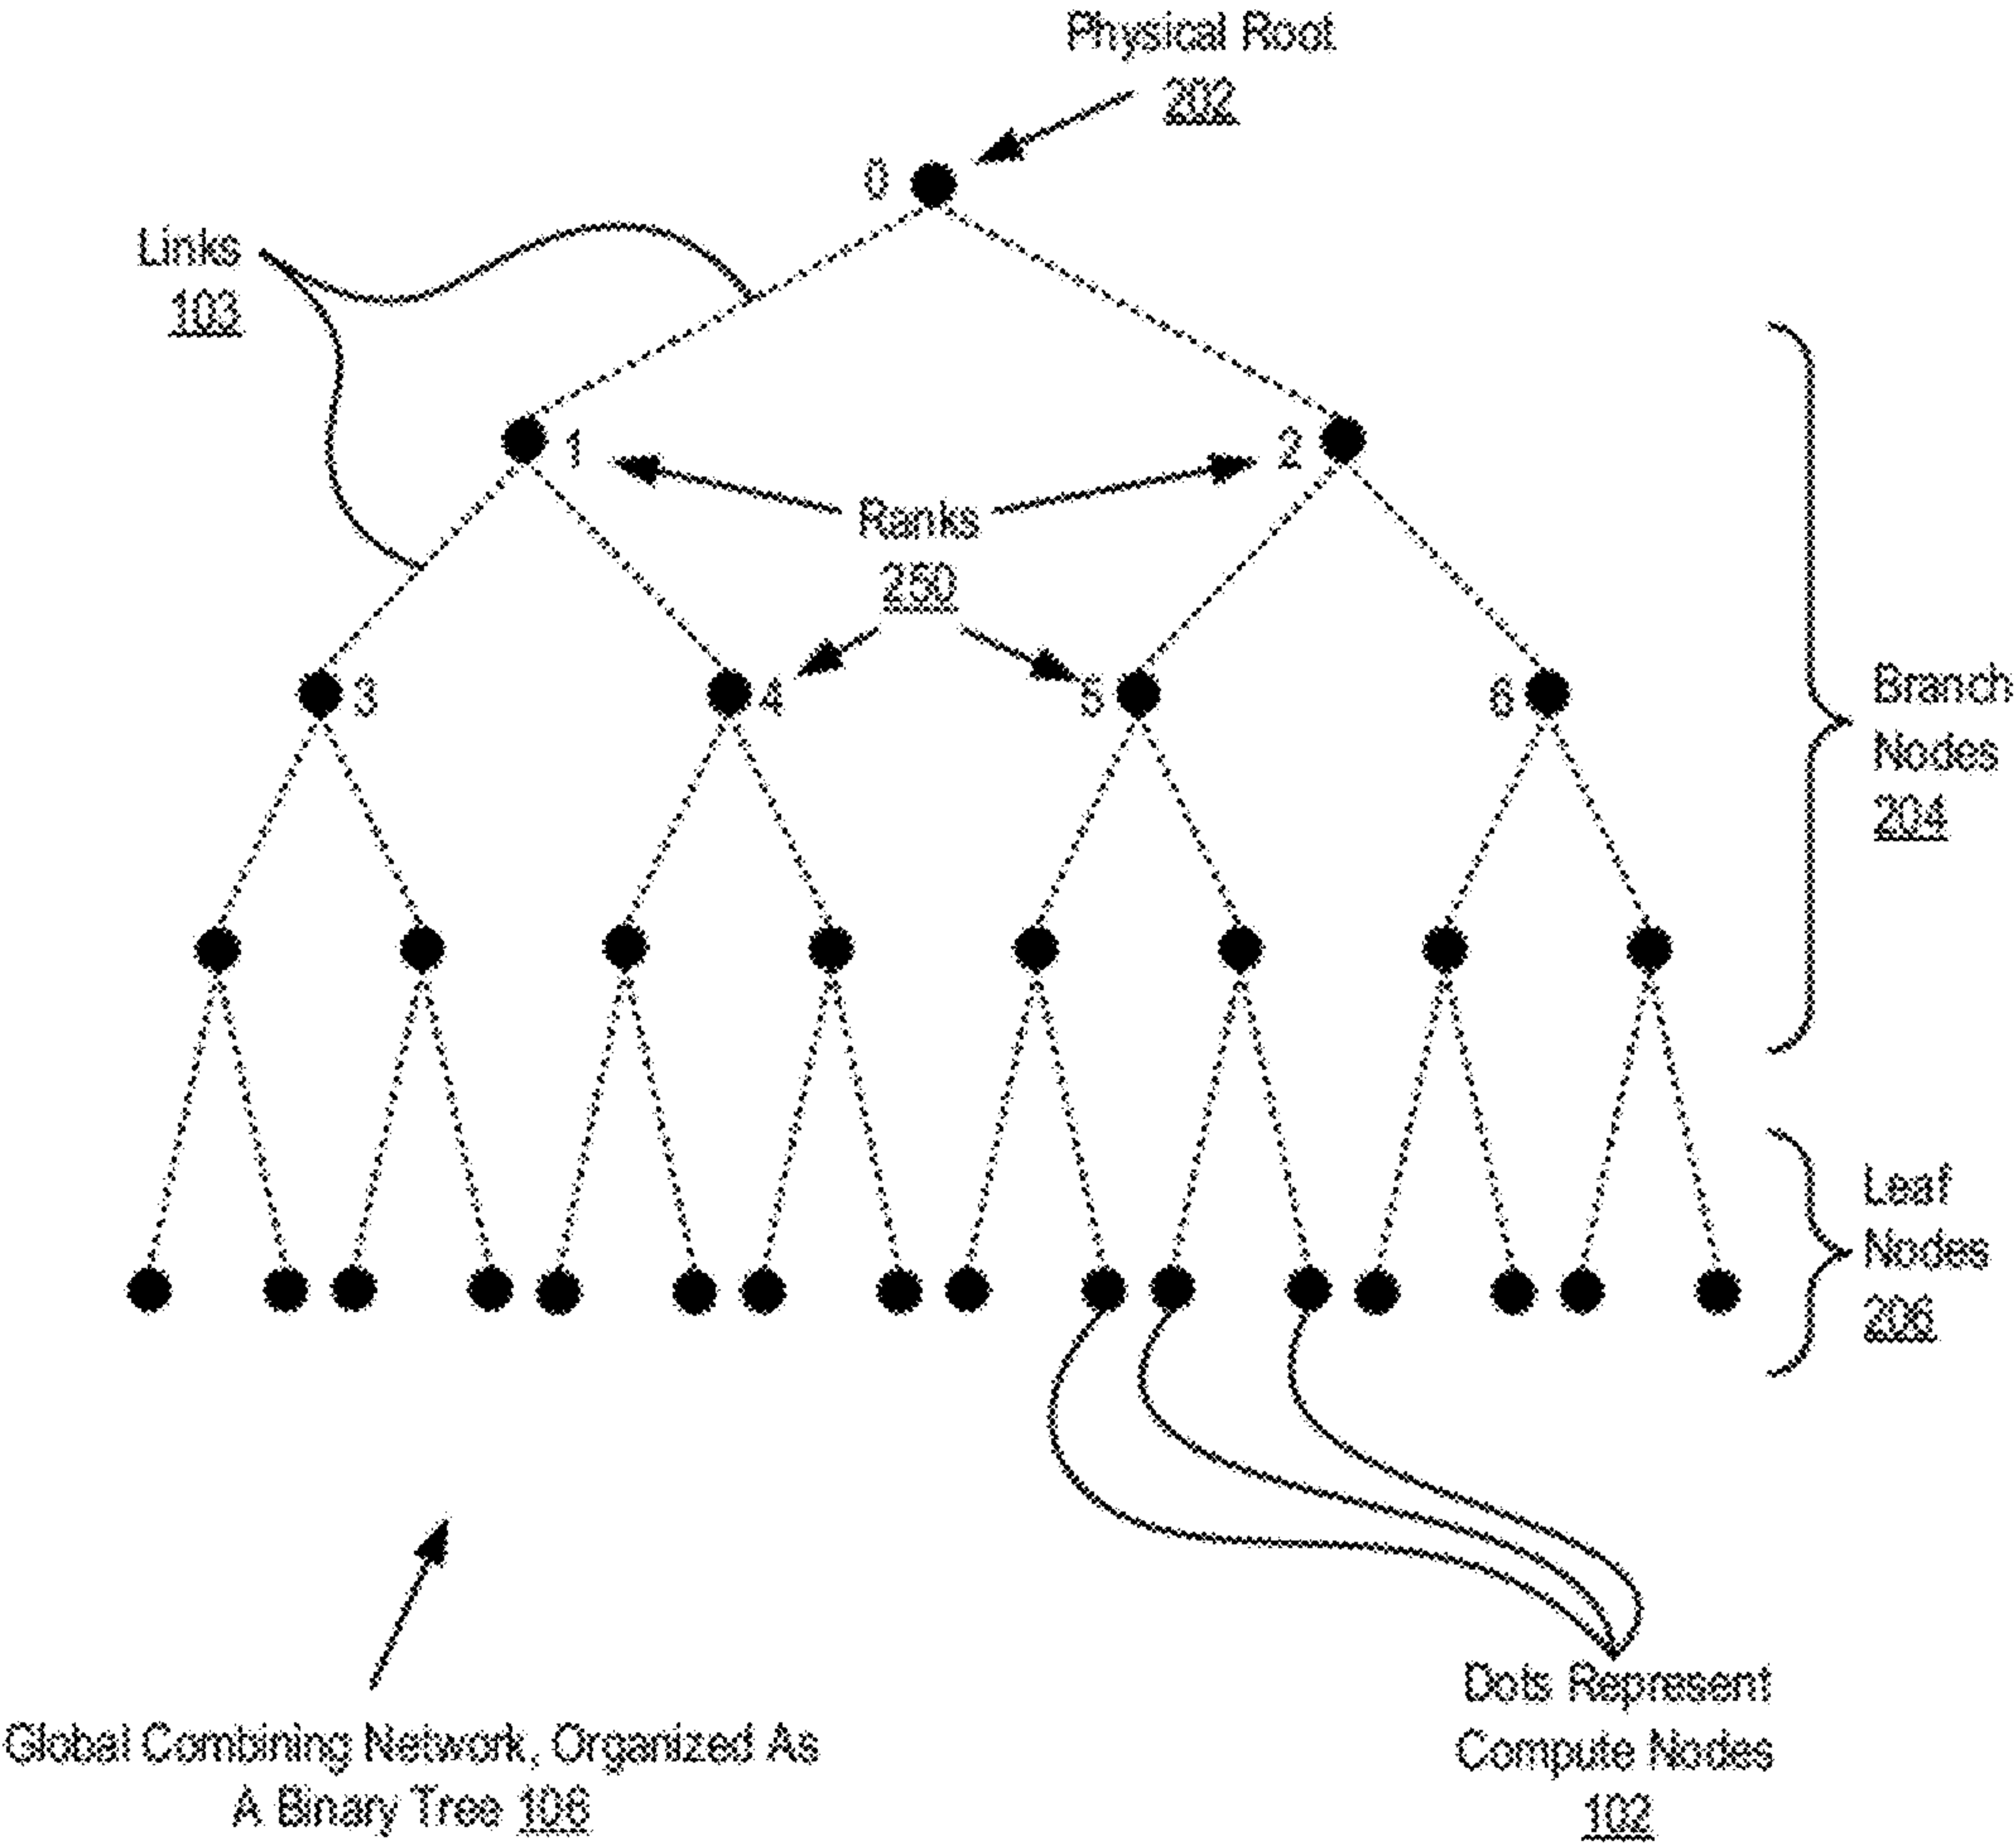 Physical Root
202
0
Links
103
1
2
Ranks
250
3
4
5
6
Branch
Nodes
204
Leaf
Nodes
206
Dots Represent
Compute Nodes
102
Global Combining Network, Organized As
A Binary Tree 106